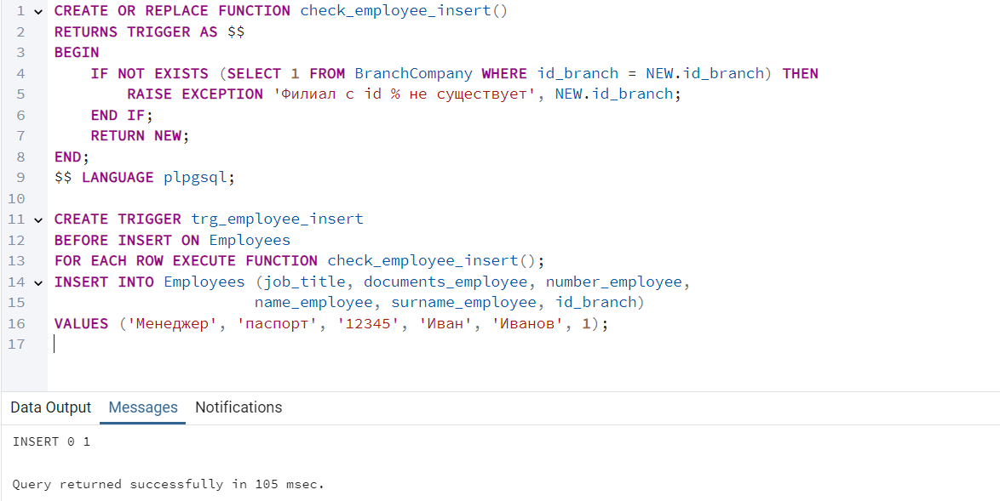 1 CREATE OR REPLACE FUNCTION check_employee_insert()
2 RETURNS TRIGGER AS $$
3 BEGIN
4     IF NOT EXISTS (SELECT 1 FROM BranchCompany WHERE id_branch = NEW.id_branch) THEN
5         RAISE EXCEPTION 'Филиал с id % не существует', NEW.id_branch;
6     END IF;
7     RETURN NEW;
8 END;
9 $$ LANGUAGE plpgsql;
10
11 CREATE TRIGGER trg_employee_insert
12 BEFORE INSERT ON Employees
13 FOR EACH ROW EXECUTE FUNCTION check_employee_insert();
14 INSERT INTO Employees (job_title, documents_employee, number_employee,
15                       name_employee, surname_employee, id_branch)
16 VALUES ('Менеджер', 'паспорт', '12345', 'Иван', 'Иванов', 1);
17
Data Output Messages Notifications
INSERT 0 1
Query returned successfully in 105 msec.